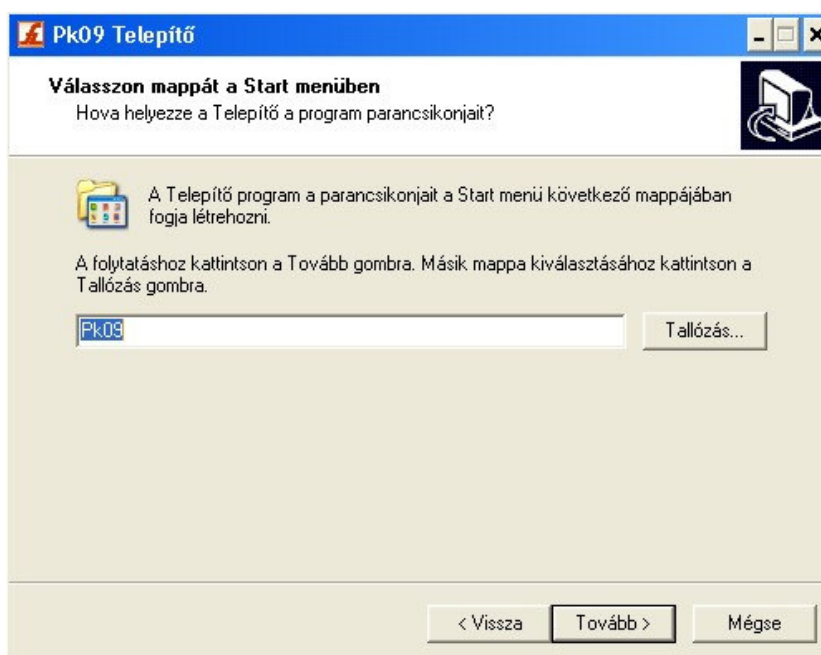 Pk09 Telepítő
Válasszon mappát a Start menüben
Hova helyezze a Telepítő a program parancsikonjait?
A Telepítő program a parancsikonjait a Start menü következő mappájában
fogja létrehozni.
A folytatáshoz kattintson a Tovább gombra. Másik mappa kiválasztásához kattintson a
Tallózás gombra.
Pk09
Tallózás...
< Vissza
Tovább >
Mégse